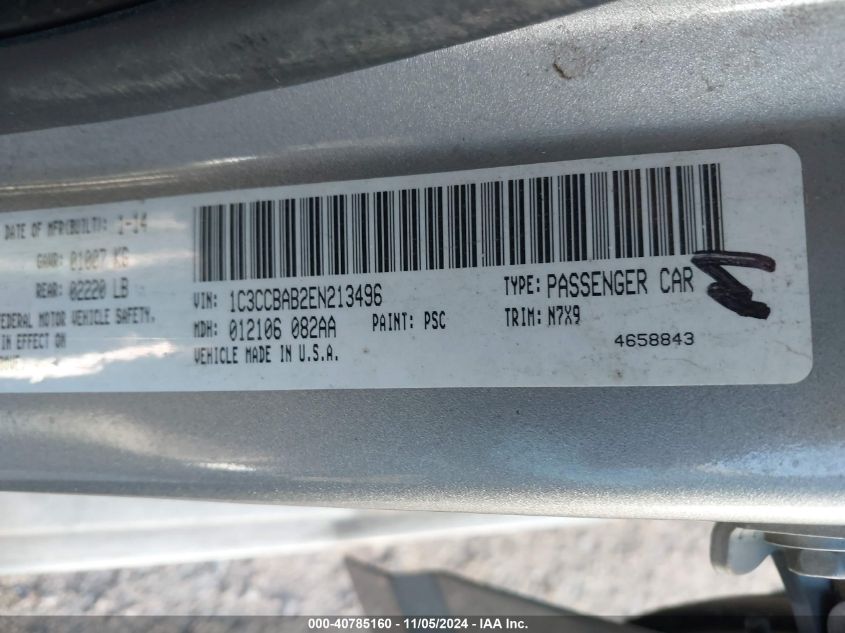 DATE OF MFR(BUILT): 1-14
GAWR: 01007 KG
REAR: 02220 LB
FEDERAL MOTOR VEHICLE SAFETY,
IN EFFECT ON
VIN: 1C3CCBAB2EN213496
TYPE: PASSENGER CAR
MDH: 012106 082AA
PAINT: PSC
TRIM: N7X9
VEHICLE MADE IN U.S.A.
4658843
000-40785160 - 11/05/2024 - IAA Inc.